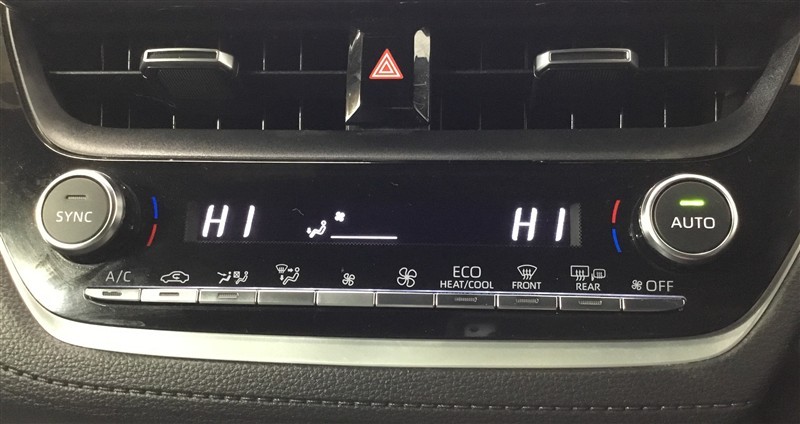 HI HI
SYNC AUTO
A/C ECO
HEAT/COOL FRONT REAR OFF